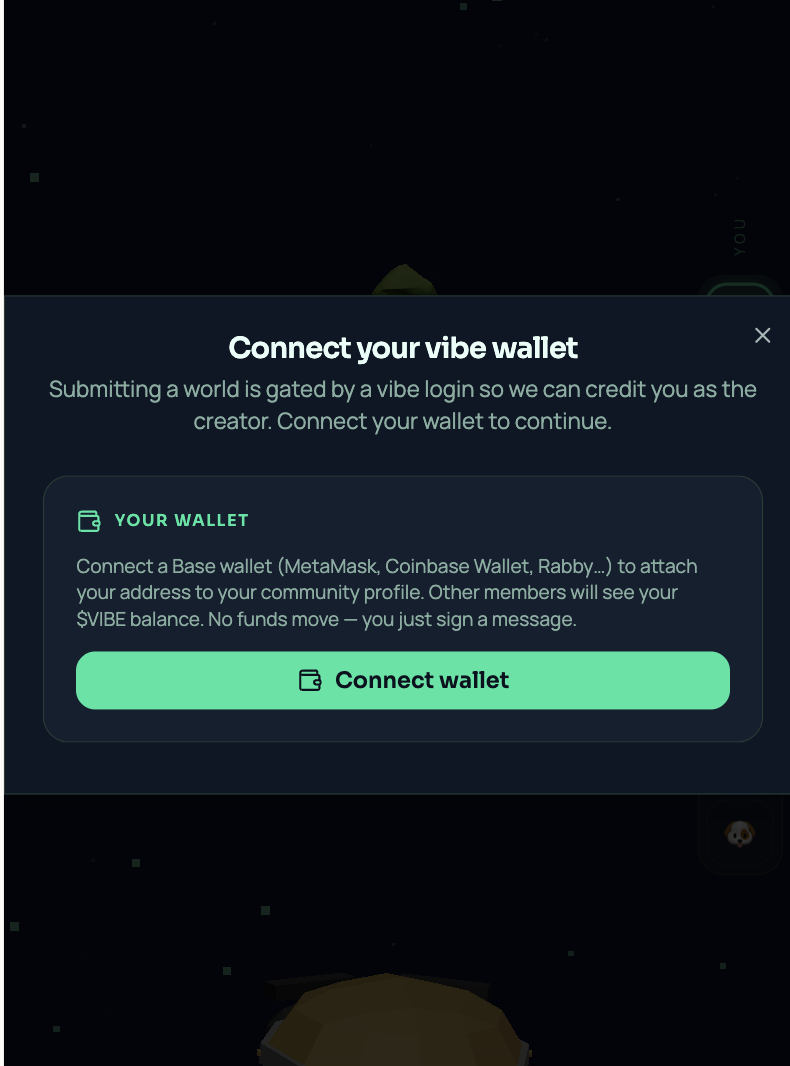 YOU
Connect your vibe wallet
Submitting a world is gated by a vibe login so we can credit you as the
creator. Connect your wallet to continue.
YOUR WALLET
Connect a Base wallet (MetaMask, Coinbase Wallet, Rabby…) to attach
your address to your community profile. Other members will see your
$VIBE balance. No funds move — you just sign a message.
Connect wallet